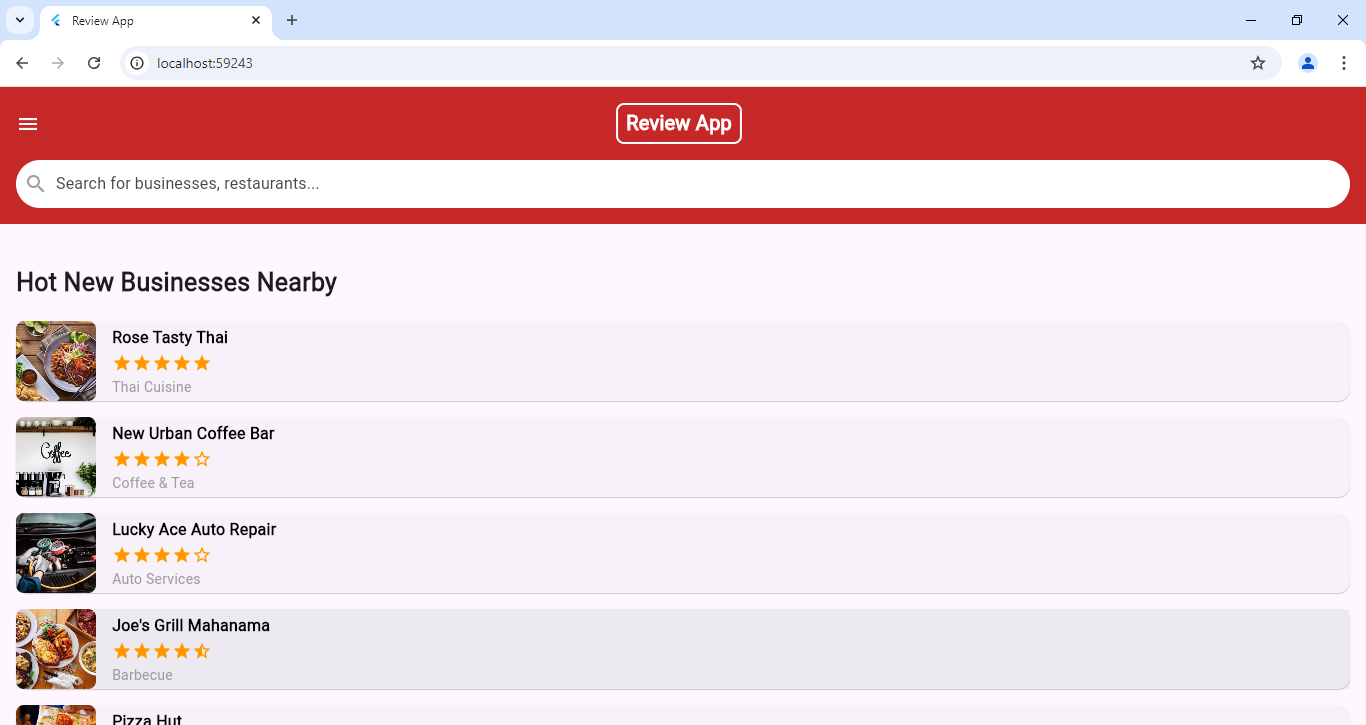 Review App
localhost:59243
Review App
Search for businesses, restaurants...
Hot New Businesses Nearby
Rose Tasty Thai
Thai Cuisine
Coffee
New Urban Coffee Bar
Coffee & Tea
Lucky Ace Auto Repair
Auto Services
Joe's Grill Mahanama
Barbecue
Pizza Hut